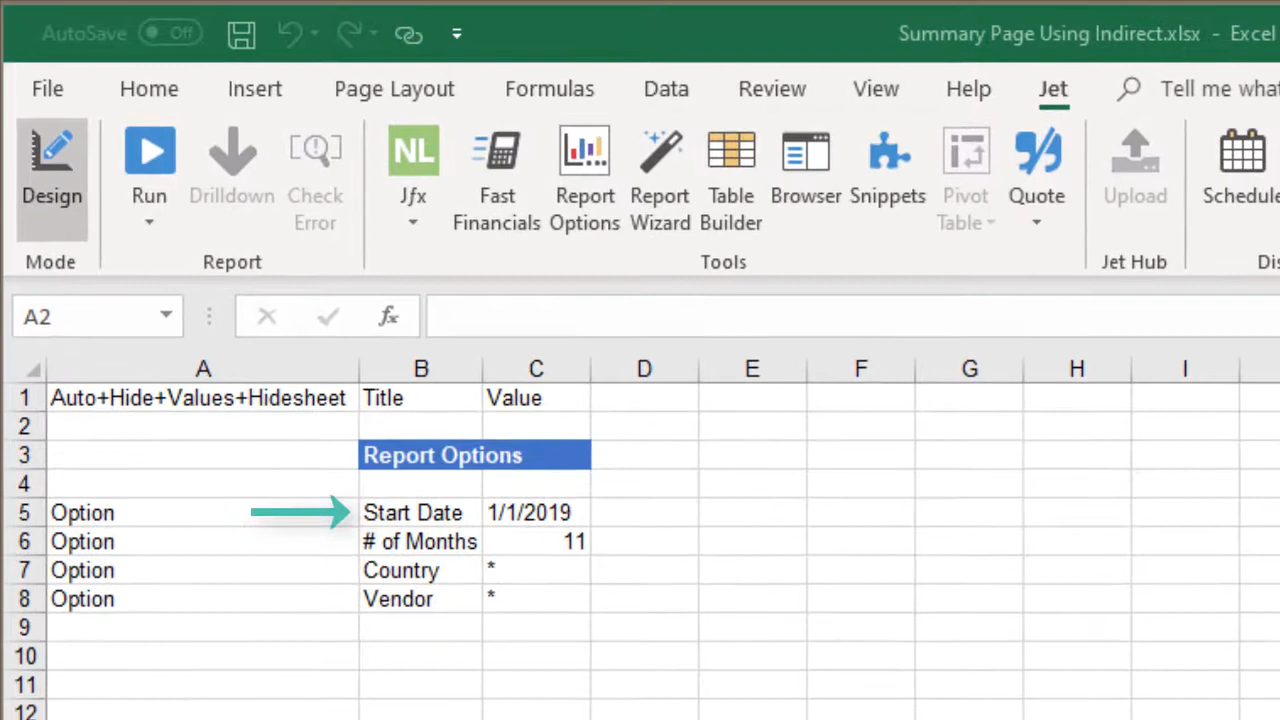 AutoSave Off Summary Page Using Indirect.xlsx - Excel
File Home Insert Page Layout Formulas Data Review View Help Jet Tell me what
Design Run Drilldown Check Error NL Jfx Fast Financials Report Options Report Wizard Table Builder Browser Snippets Pivot Table Quote Upload Schedule
Mode Report Tools Jet Hub Dis
A2 fx
A B C D E F G H I
1 Auto+Hide+Values+Hidesheet Title Value
2
3 Report Options
4
5 Option Start Date 1/1/2019
6 Option # of Months 11
7 Option Country *
8 Option Vendor *
9
10
11
12